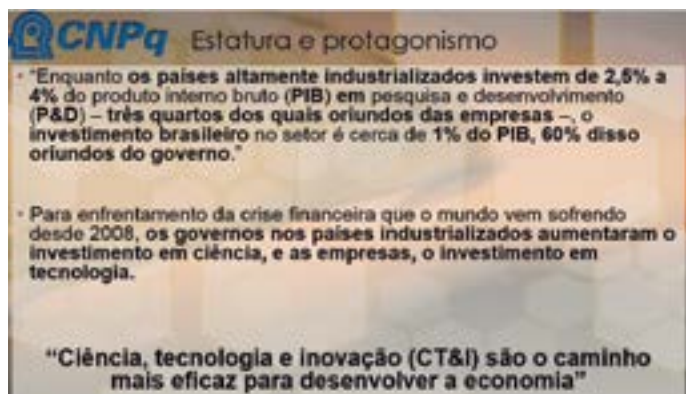 CNPq Estatura e protagonismo
• "Enquanto os países altamente industrializados investem de 2,5% a
4% do produto interno bruto (PIB) em pesquisa e desenvolvimento
(P&D) – três quartos dos quais oriundos das empresas –, o
investimento brasileiro no setor é cerca de 1% do PIB, 60% disso
oriundos do governo."
• Para enfrentamento da crise financeira que o mundo vem sofrendo
desde 2008, os governos nos países industrializados aumentaram o
investimento em ciência, e as empresas, o investimento em
tecnologia.
"Ciência, tecnologia e inovação (CT&I) são o caminho
mais eficaz para desenvolver a economia"